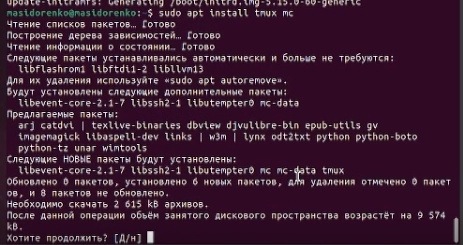 update-initramfs: Generating /boot/initrd.img-5.15.0-60-generic
masidorenko@masidorenko:~$ sudo apt install tmux mc
Чтение списков пакетов… Готово
Построение дерева зависимостей… Готово
Чтение информации о состоянии… Готово
Следующие пакеты устанавливались автоматически и больше не требуются:
libflashrom1 libftdi1-2 libllvm13
Для их удаления используйте «sudo apt autoremove».
Будут установлены следующие дополнительные пакеты:
libevent-core-2.1-7 libssh2-1 libutempter0 mc-data
Предлагаемые пакеты:
arj catdvi | texlive-binaries dbview djvulibre-bin epub-utils gv
imagemagick libaspell-dev links | w3m | lynx odt2txt python python-boto
python-tz unar wimtools
Следующие НОВЫЕ пакеты будут установлены:
libevent-core-2.1-7 libssh2-1 libutempter0 mc mc-data tmux
Обновлено 0 пакетов, установлено 6 новых пакетов, для удаления отмечено 0 пакет
ов, и 8 пакетов не обновлено.
Необходимо скачать 2 615 kB архивов.
После данной операции объём занятого дискового пространства возрастёт на 9 574
kB.
Хотите продолжить? [Д/н]